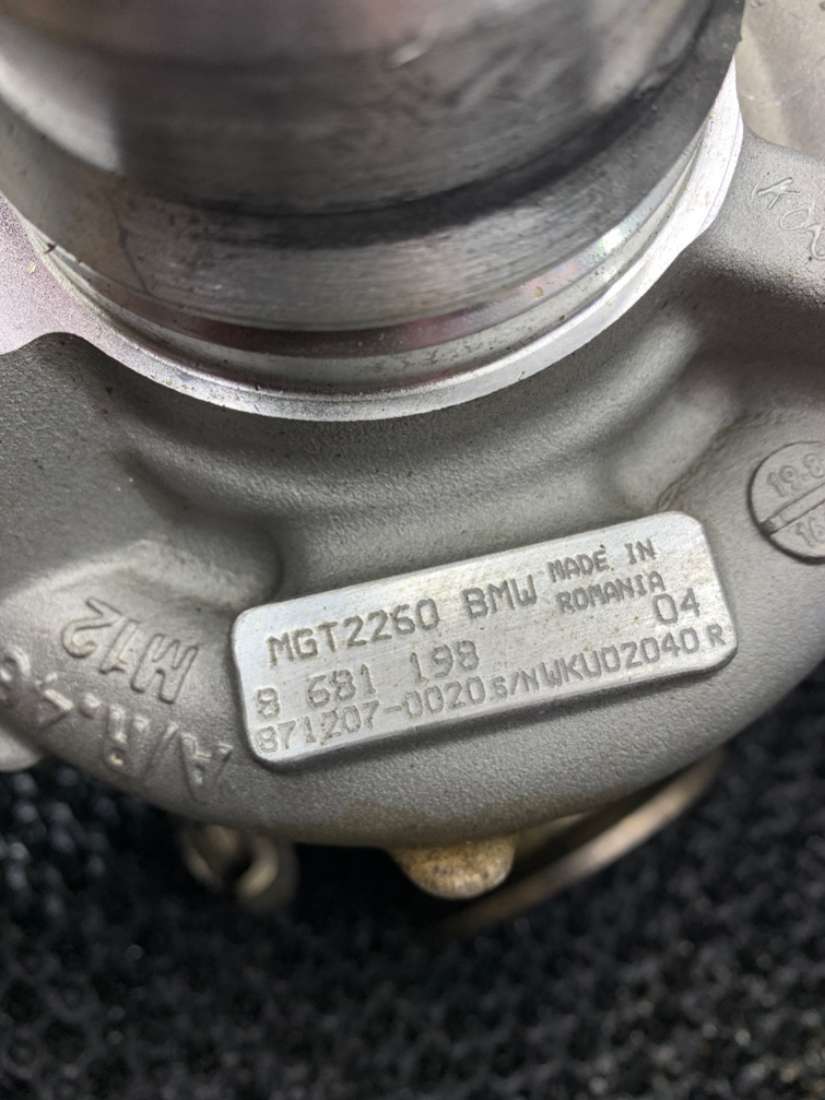 MGT2260 BMW MADE IN
ROMANIA
8 681 198 04
871207-0020 S/N WKU02040 R
M12